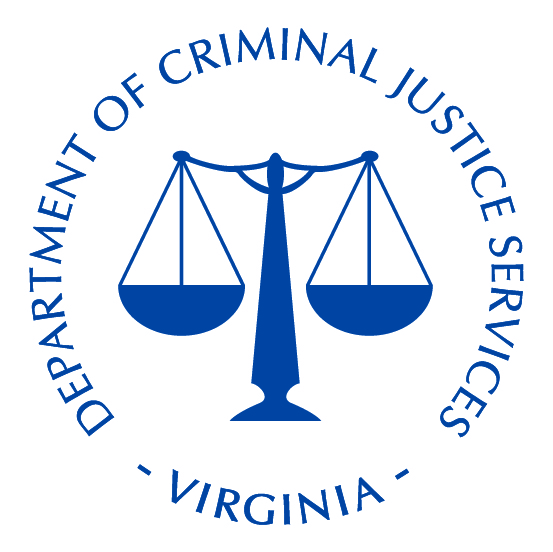 DEPARTMENT OF CRIMINAL JUSTICE SERVICES
- VIRGINIA -